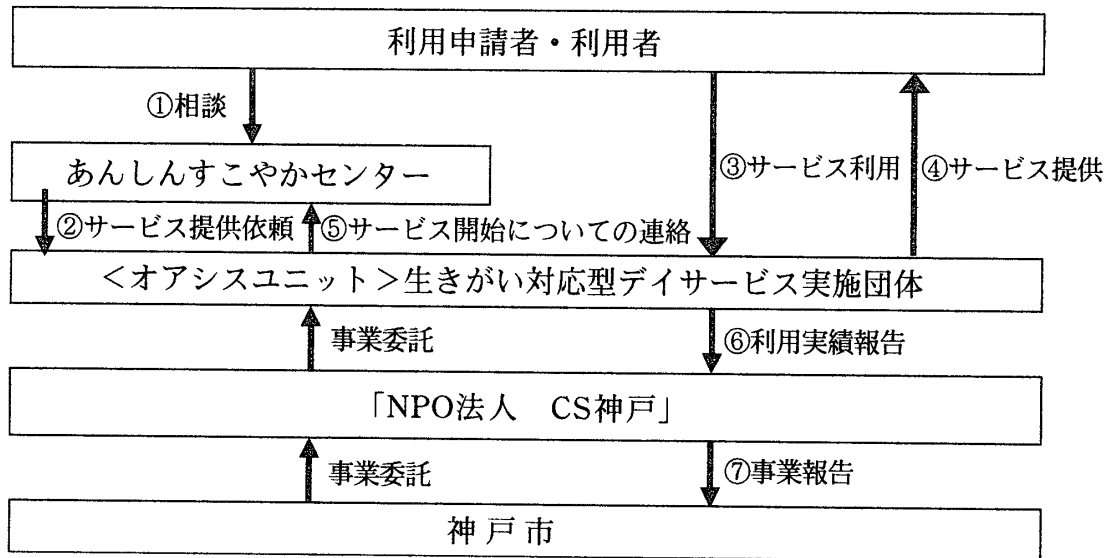 利用申請者・利用者
①相談
あんしんすこやかセンター
③サービス利用
④サービス提供
②サービス提供依頼
⑤サービス開始についての連絡
＜オアシスユニット＞生きがい対応型デイサービス実施団体
事業委託
⑥利用実績報告
「NPO法人　CS神戸」
事業委託
⑦事業報告
神戸市